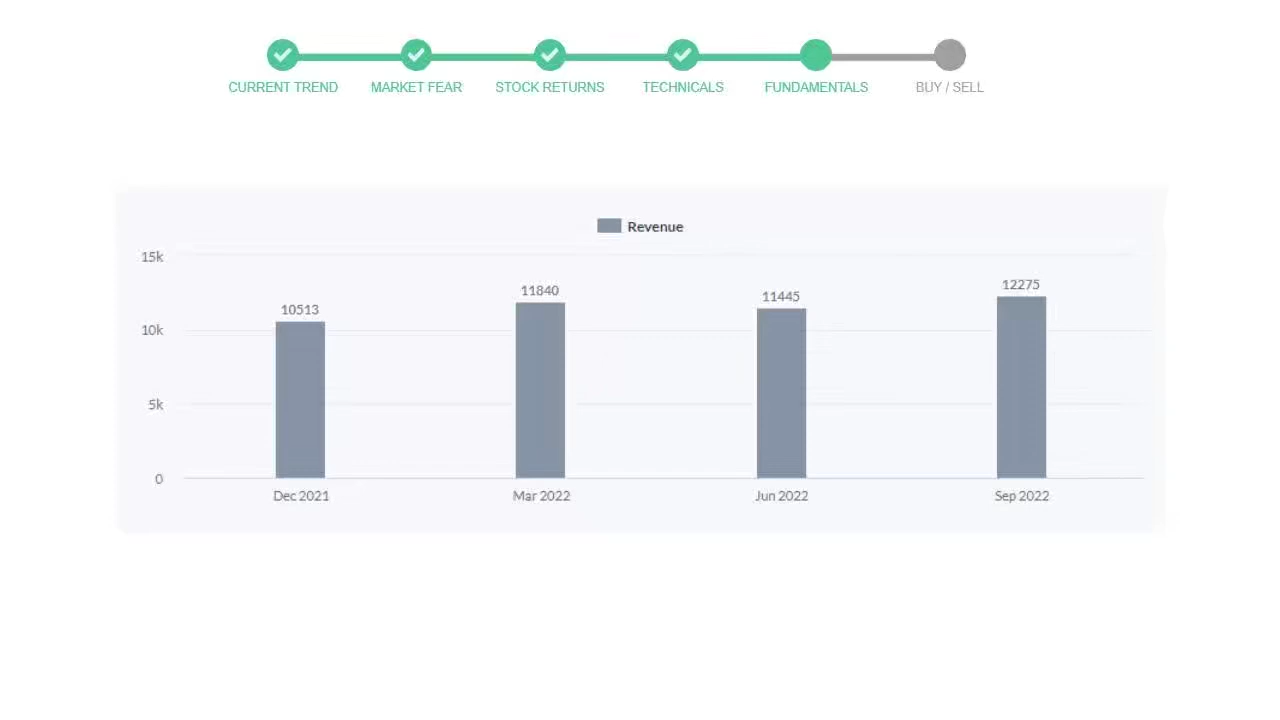 CURRENT TREND MARKET FEAR STOCK RETURNS TECHNICALS FUNDAMENTALS BUY / SELL
Revenue
15k
10k
5k
0
10513 11840 11445 12275
Dec 2021 Mar 2022 Jun 2022 Sep 2022